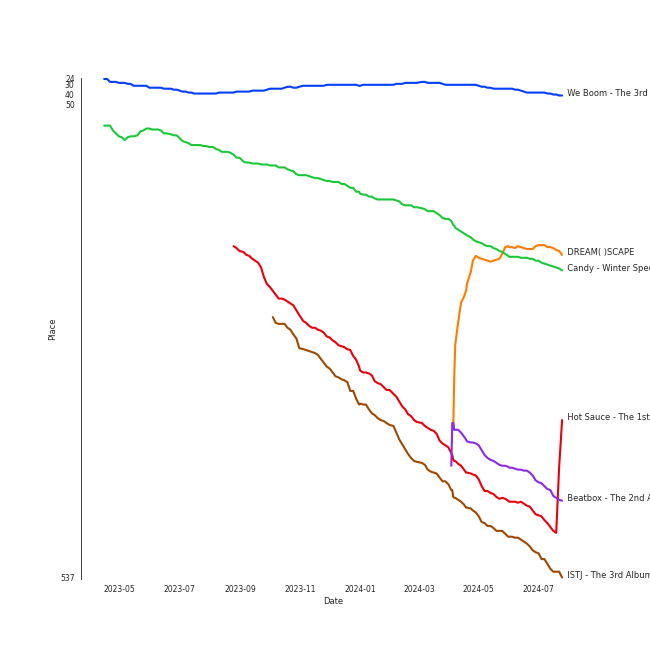 24
30
40
50
We Boom - The 3rd
DREAM( )SCAPE
Candy - Winter Spe
Place
Hot Sauce - The 1st
Beatbox - The 2nd A
537
ISTJ - The 3rd Album
2023-05 2023-07 2023-09 2023-11 2024-01 2024-03 2024-05 2024-07
Date